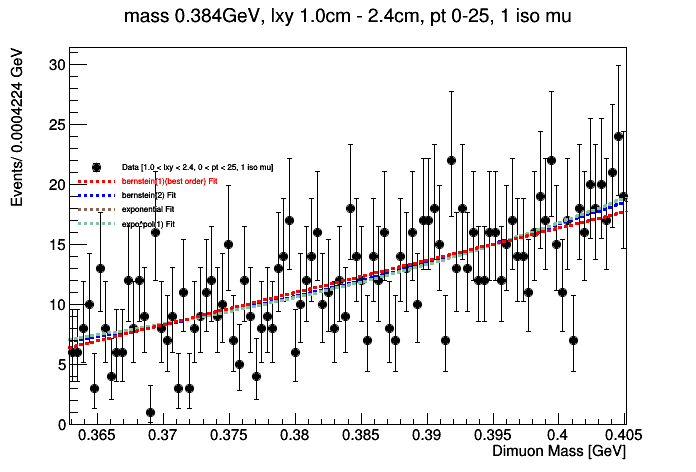 mass 0.384GeV, lxy 1.0cm - 2.4cm, pt 0-25, 1 iso mu
Events/ 0.0004224 GeV
30
25
20
15
10
5
0
Data [1.0 < lxy < 2.4, 0 < pt < 25, 1 iso mu]
bernstein(1)(best order) Fit
bernstein(2) Fit
exponential Fit
expo*pol(1) Fit
0.365 0.37 0.375 0.38 0.385 0.39 0.395 0.4 0.405
Dimuon Mass [GeV]